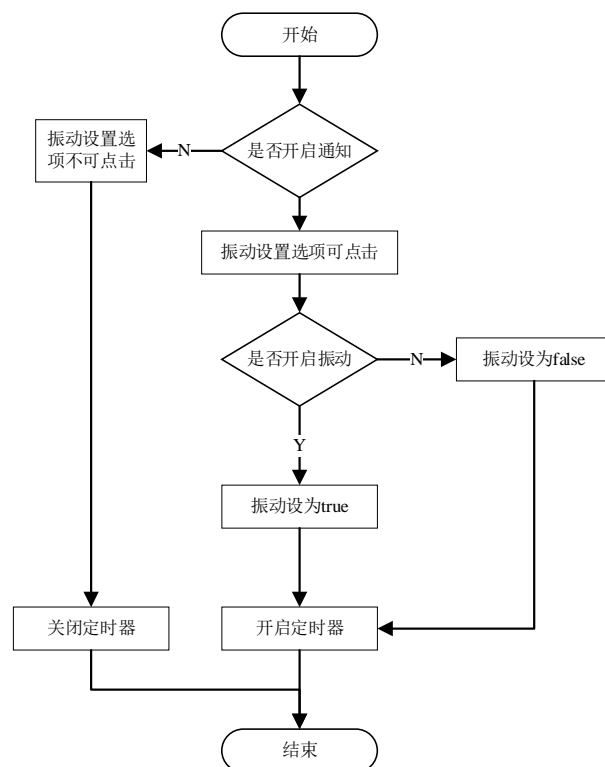 开始
振动设置选
项不可点击
N
是否开启通知
振动设置选项可点击
是否开启振动
N
振动设为false
Y
振动设为true
关闭定时器
开启定时器
结束